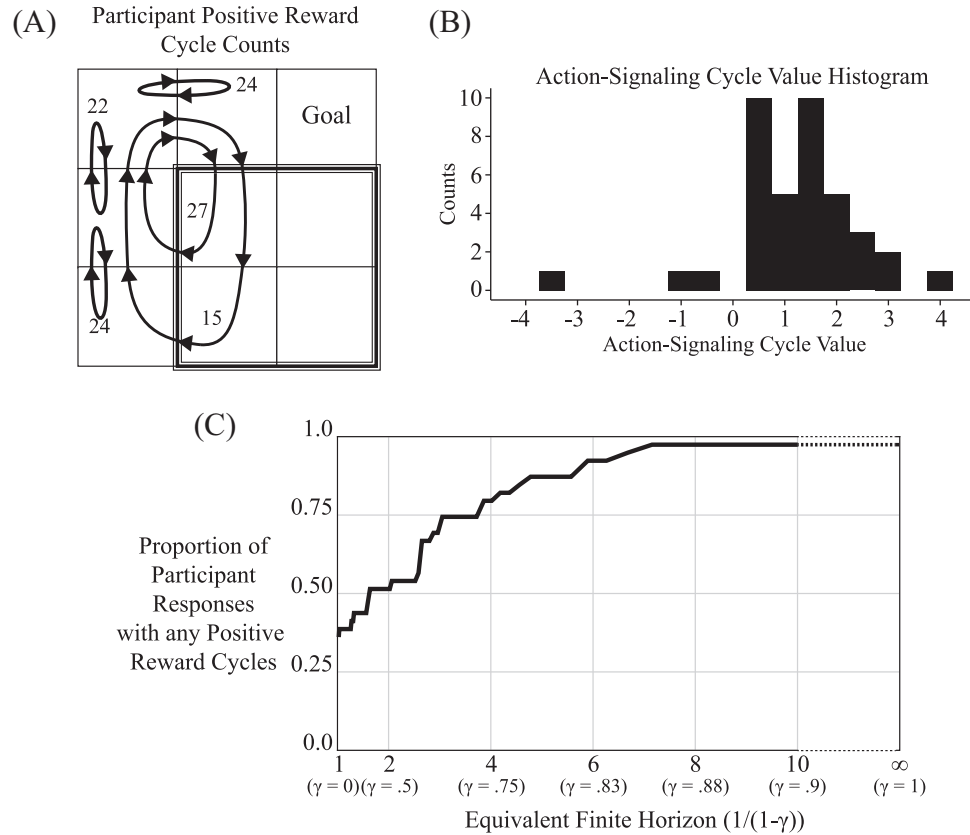 (A)
Participant Positive Reward
Cycle Counts
24
22
Goal
27
24
15
(B)
Action-Signaling Cycle Value Histogram
Counts
10
8
6
4
2
0
-4 -3 -2 -1 0 1 2 3 4
Action-Signaling Cycle Value
(C)
Proportion of
Participant
Responses
with any Positive
Reward Cycles
1.0
0.75
0.50
0.25
0.0
1 2 4 6 8 10 ∞
(γ = 0) (γ = .5) (γ = .75) (γ = .83) (γ = .88) (γ = .9) (γ = 1)
Equivalent Finite Horizon (1/(1-γ))